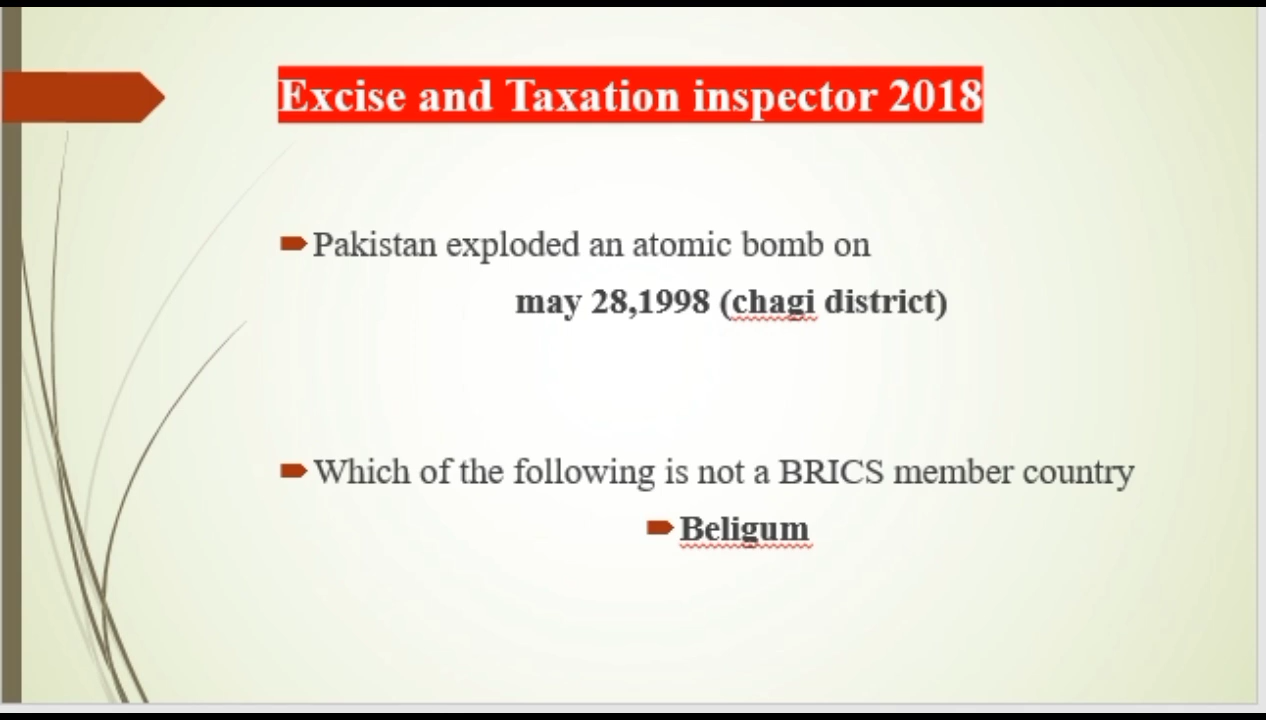 Excise and Taxation inspector 2018
Pakistan exploded an atomic bomb on
may 28,1998 (chagi district)
Which of the following is not a BRICS member country
Beligum